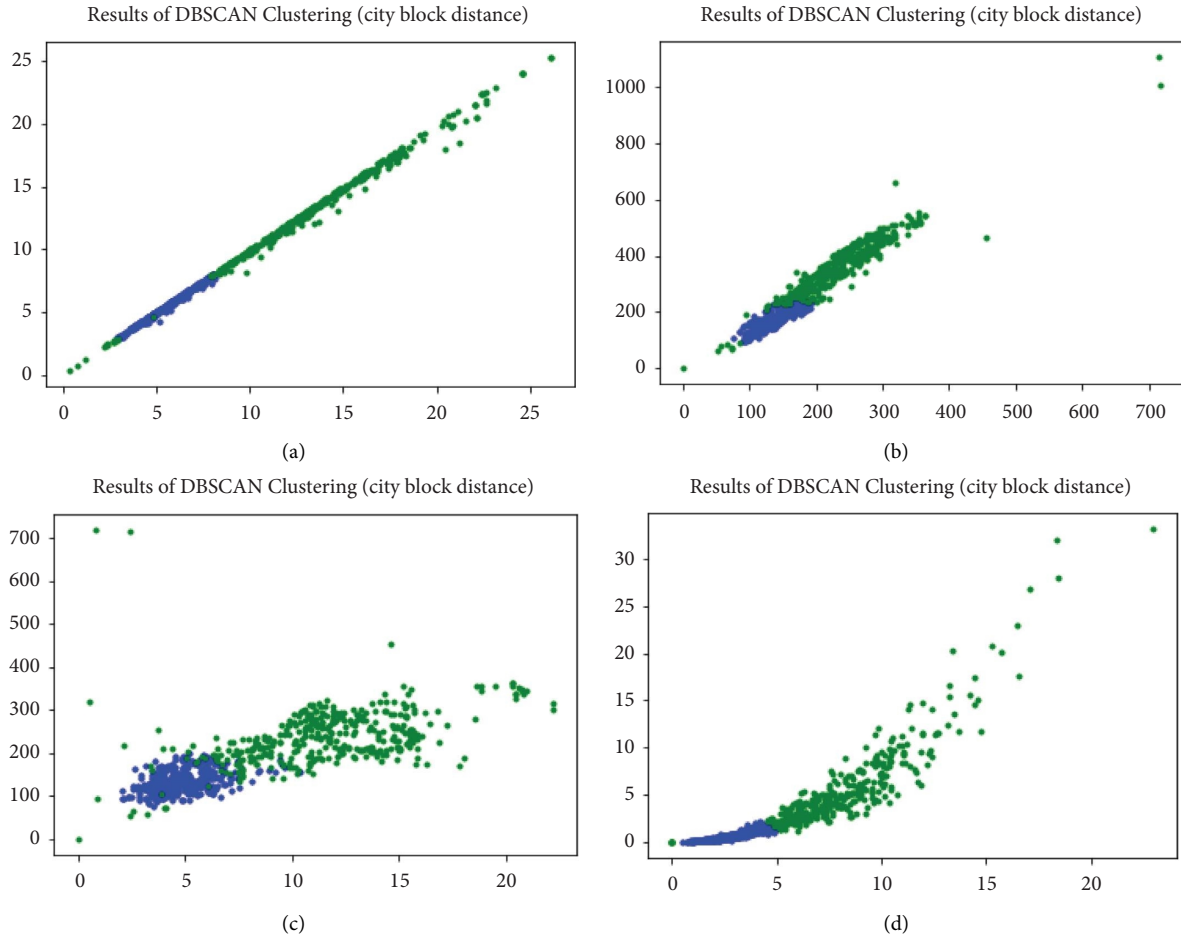 Results of DBSCAN Clustering (city block distance)
25
20
15
10
5
0
0 5 10 15 20 25
(a)
Results of DBSCAN Clustering (city block distance)
1000
800
600
400
200
0
0 100 200 300 400 500 600 700
(b)
Results of DBSCAN Clustering (city block distance)
700
600
500
400
300
200
100
0
0 5 10 15 20
(c)
Results of DBSCAN Clustering (city block distance)
30
25
20
15
10
5
0
0 5 10 15 20
(d)